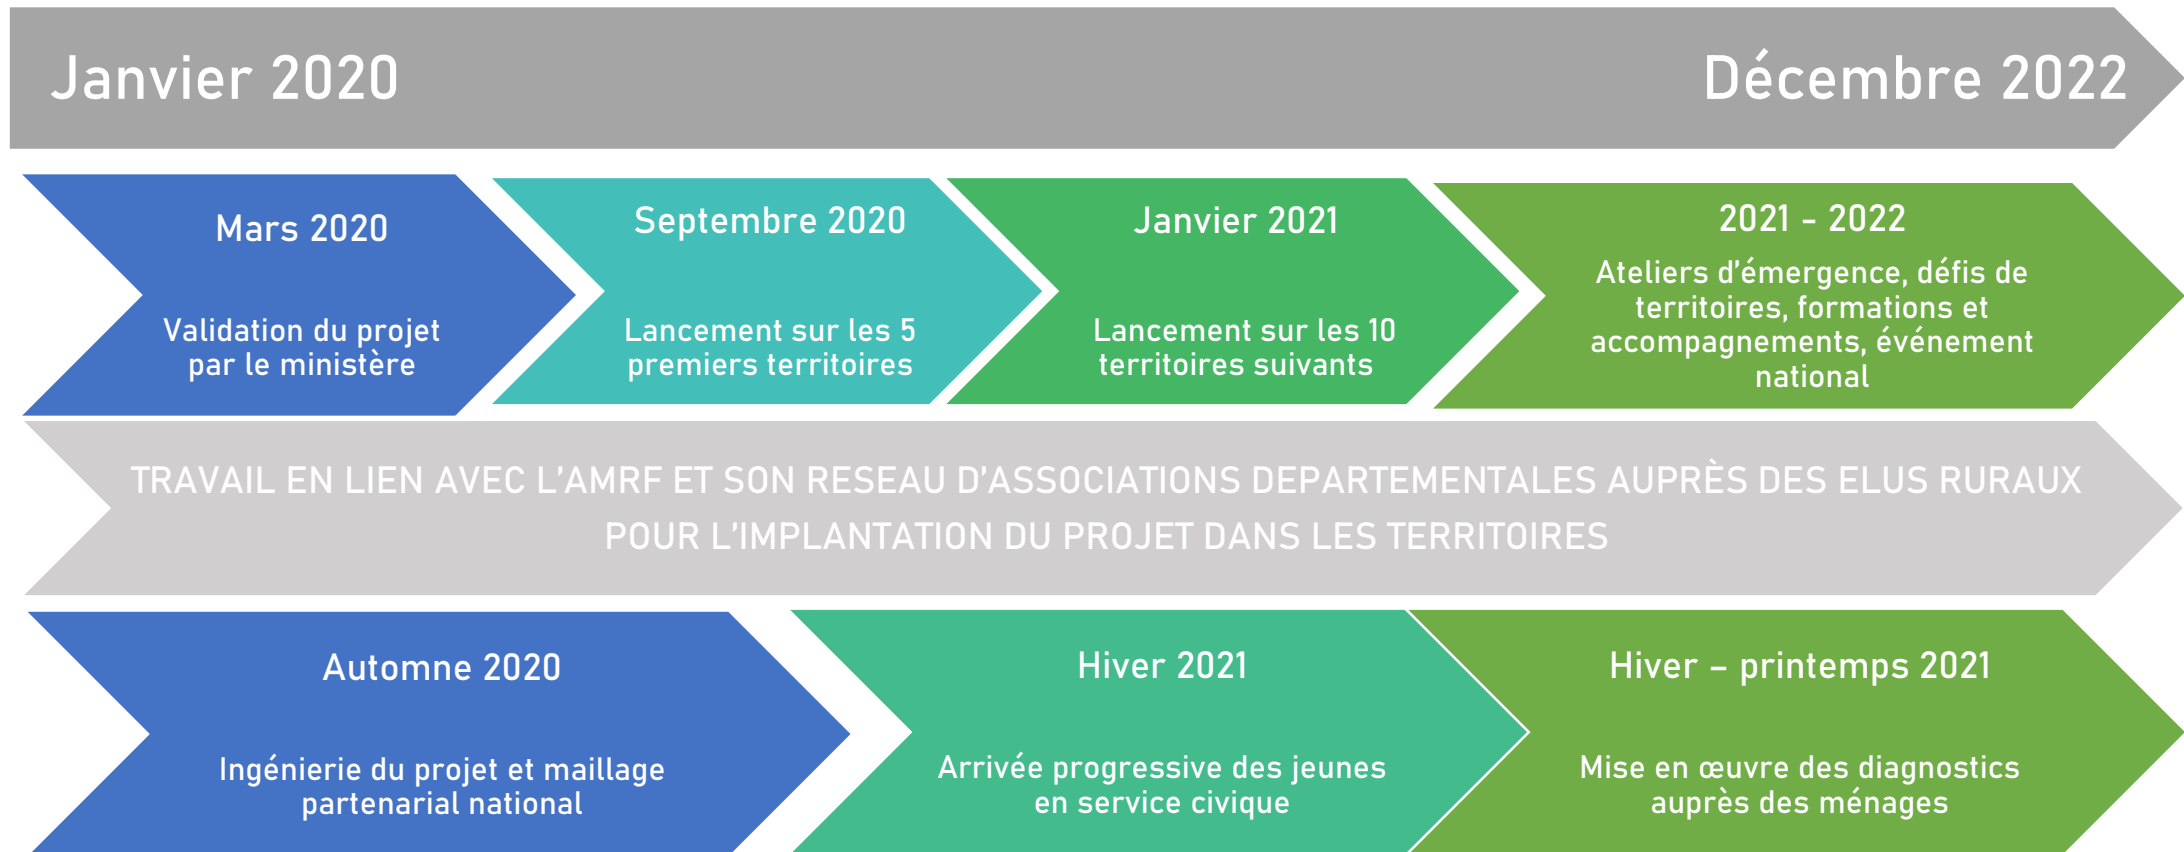 Janvier 2020
Décembre 2022
Mars 2020
Validation du projet
par le ministère
Septembre 2020
Lancement sur les 5
premiers territoires
Janvier 2021
Lancement sur les 10
territoires suivants
2021 - 2022
Ateliers d’émergence, défis de
territoires, formations et
accompagnements, événement
national
TRAVAIL EN LIEN AVEC L’AMRF ET SON RESEAU D’ASSOCIATIONS DEPARTEMENTALES AUPRÈS DES ELUS RURAUX
POUR L’IMPLANTATION DU PROJET DANS LES TERRITOIRES
Automne 2020
Ingénierie du projet et maillage
partenarial national
Hiver 2021
Arrivée progressive des jeunes
en service civique
Hiver – printemps 2021
Mise en œuvre des diagnostics
auprès des ménages